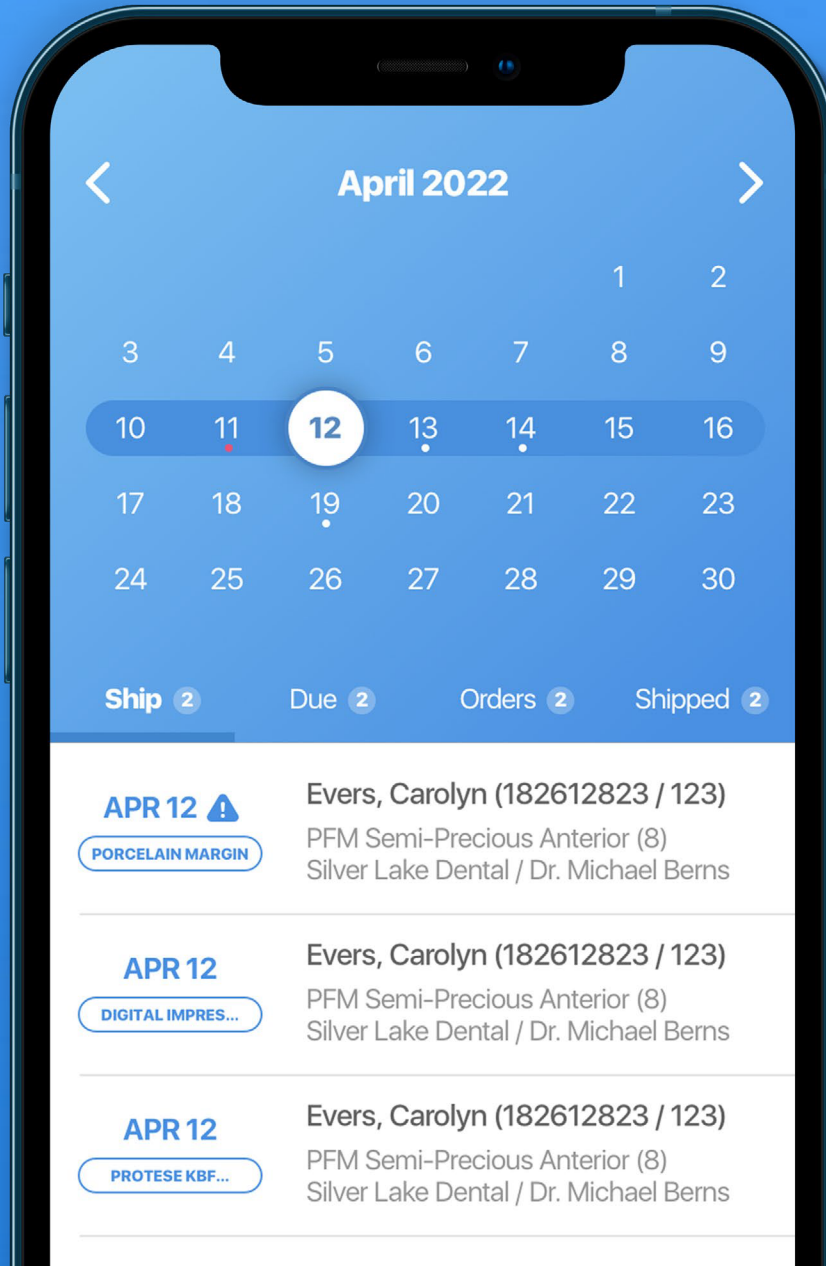 April 2022
1 2
3 4 5 6 7 8 9
10 11 12 13 14 15 16
17 18 19 20 21 22 23
24 25 26 27 28 29 30
Ship 2 Due 2 Orders 2 Shipped 2
APR 12 Evers, Carolyn (182612823 / 123)
PORCELAIN MARGIN PFM Semi-Precious Anterior (8)
Silver Lake Dental / Dr. Michael Berns
APR 12 Evers, Carolyn (182612823 / 123)
DIGITAL IMPRES... PFM Semi-Precious Anterior (8)
Silver Lake Dental / Dr. Michael Berns
APR 12 Evers, Carolyn (182612823 / 123)
PROTESE KBF... PFM Semi-Precious Anterior (8)
Silver Lake Dental / Dr. Michael Berns